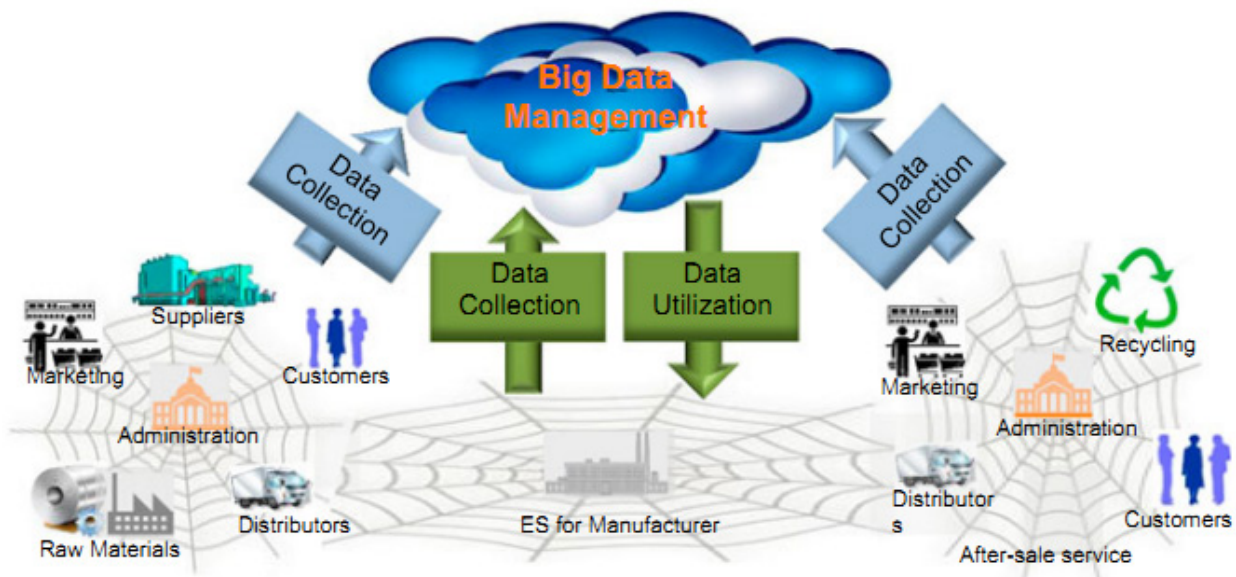 Big Data
Management
Data
Collection
Data
Collection
Data
Collection
Data
Utilization
Suppliers
Marketing
Customers
Administration
Raw Materials
Distributors
ES for Manufacturer
Recycling
Marketing
Administration
Distributor
s
Customers
After-sale service